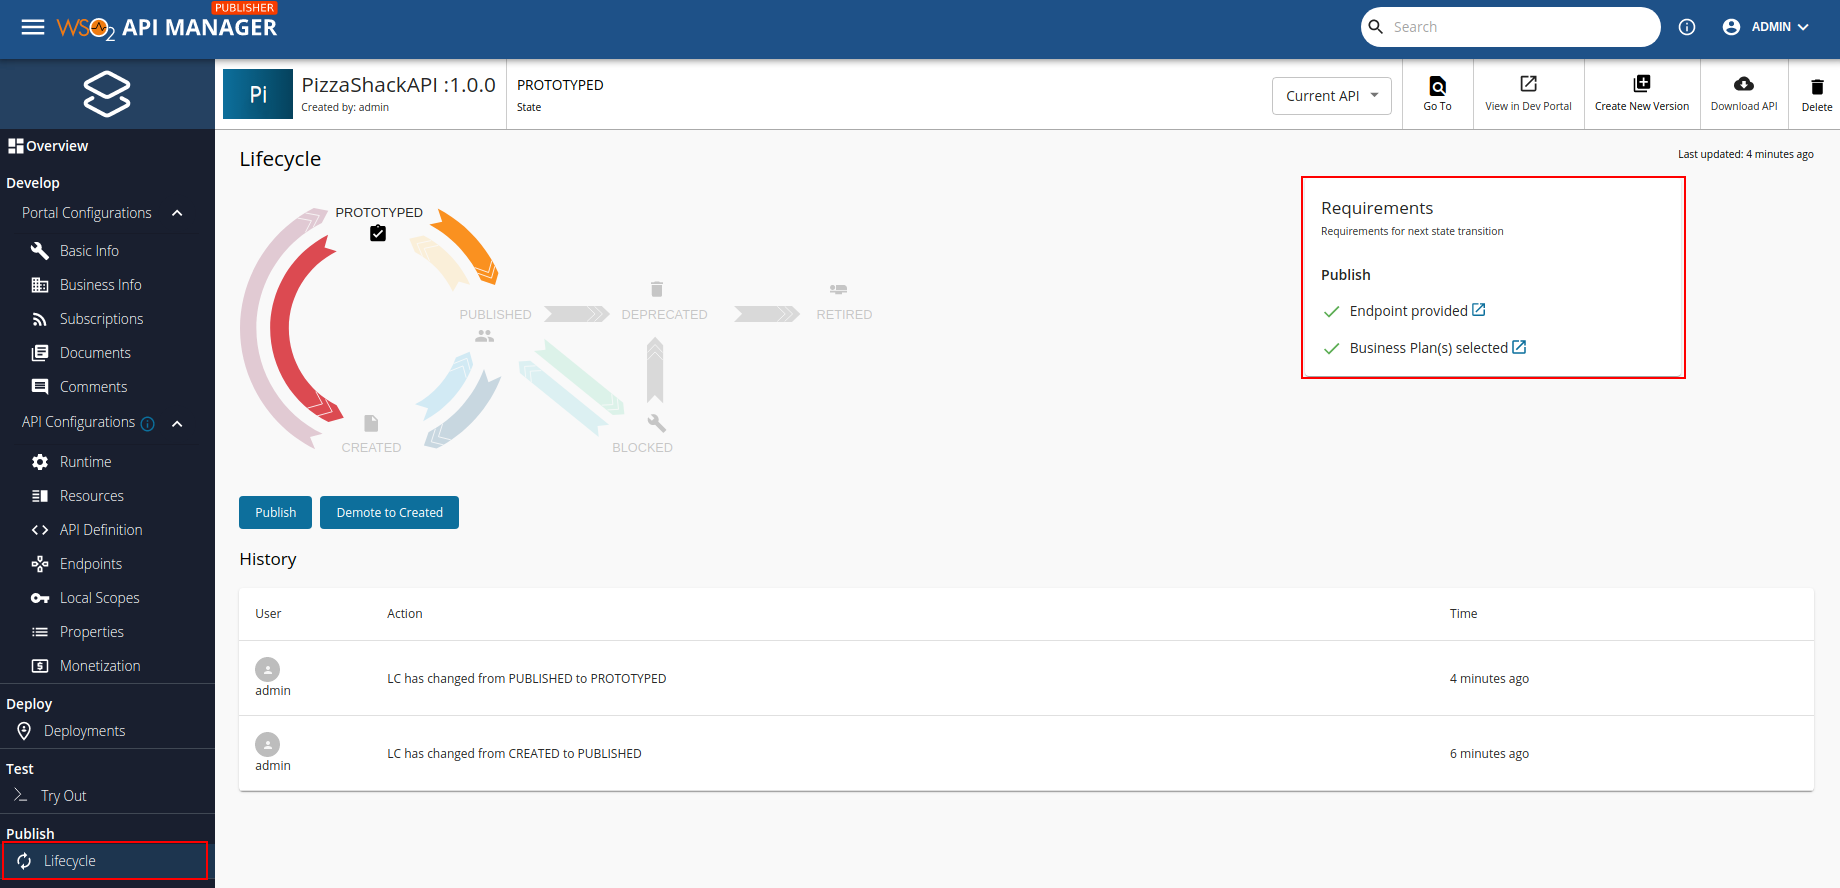 PUBLISHER
WSO2 API MANAGER
Search
ADMIN
Pi
PizzaShackAPI :1.0.0
Created by: admin
PROTOTYPED
State
Current API
Go To
View in Dev Portal
Create New Version
Download API
Delete
Overview
Develop
Portal Configurations
Basic Info
Business Info
Subscriptions
Documents
Comments
API Configurations
Runtime
Resources
API Definition
Endpoints
Local Scopes
Properties
Monetization
Deploy
Deployments
Test
Try Out
Publish
Lifecycle
Lifecycle
Last updated: 4 minutes ago
PROTOTYPED
PUBLISHED
DEPRECATED
RETIRED
CREATED
BLOCKED
Requirements
Requirements for next state transition
Publish
Endpoint provided
Business Plan(s) selected
Publish
Demote to Created
History
User Action Time
admin LC has changed from PUBLISHED to PROTOTYPED 4 minutes ago
admin LC has changed from CREATED to PUBLISHED 6 minutes ago